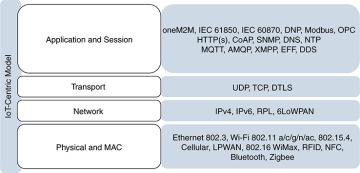 IoT-Centric Model
Application and Session
oneM2M, IEC 61850, IEC 60870, DNP, Modbus, OPC
HTTP(s), CoAP, SNMP, DNS, NTP
MQTT, AMQP, XMPP, EFF, DDS
Transport
UDP, TCP, DTLS
Network
IPv4, IPv6, RPL, 6LoWPAN
Physical and MAC
Ethernet 802.3, Wi-Fi 802.11 a/c/g/n/ac, 802.15.4,
Cellular, LPWAN, 802.16 WiMax, RFID, NFC,
Bluetooth, Zigbee